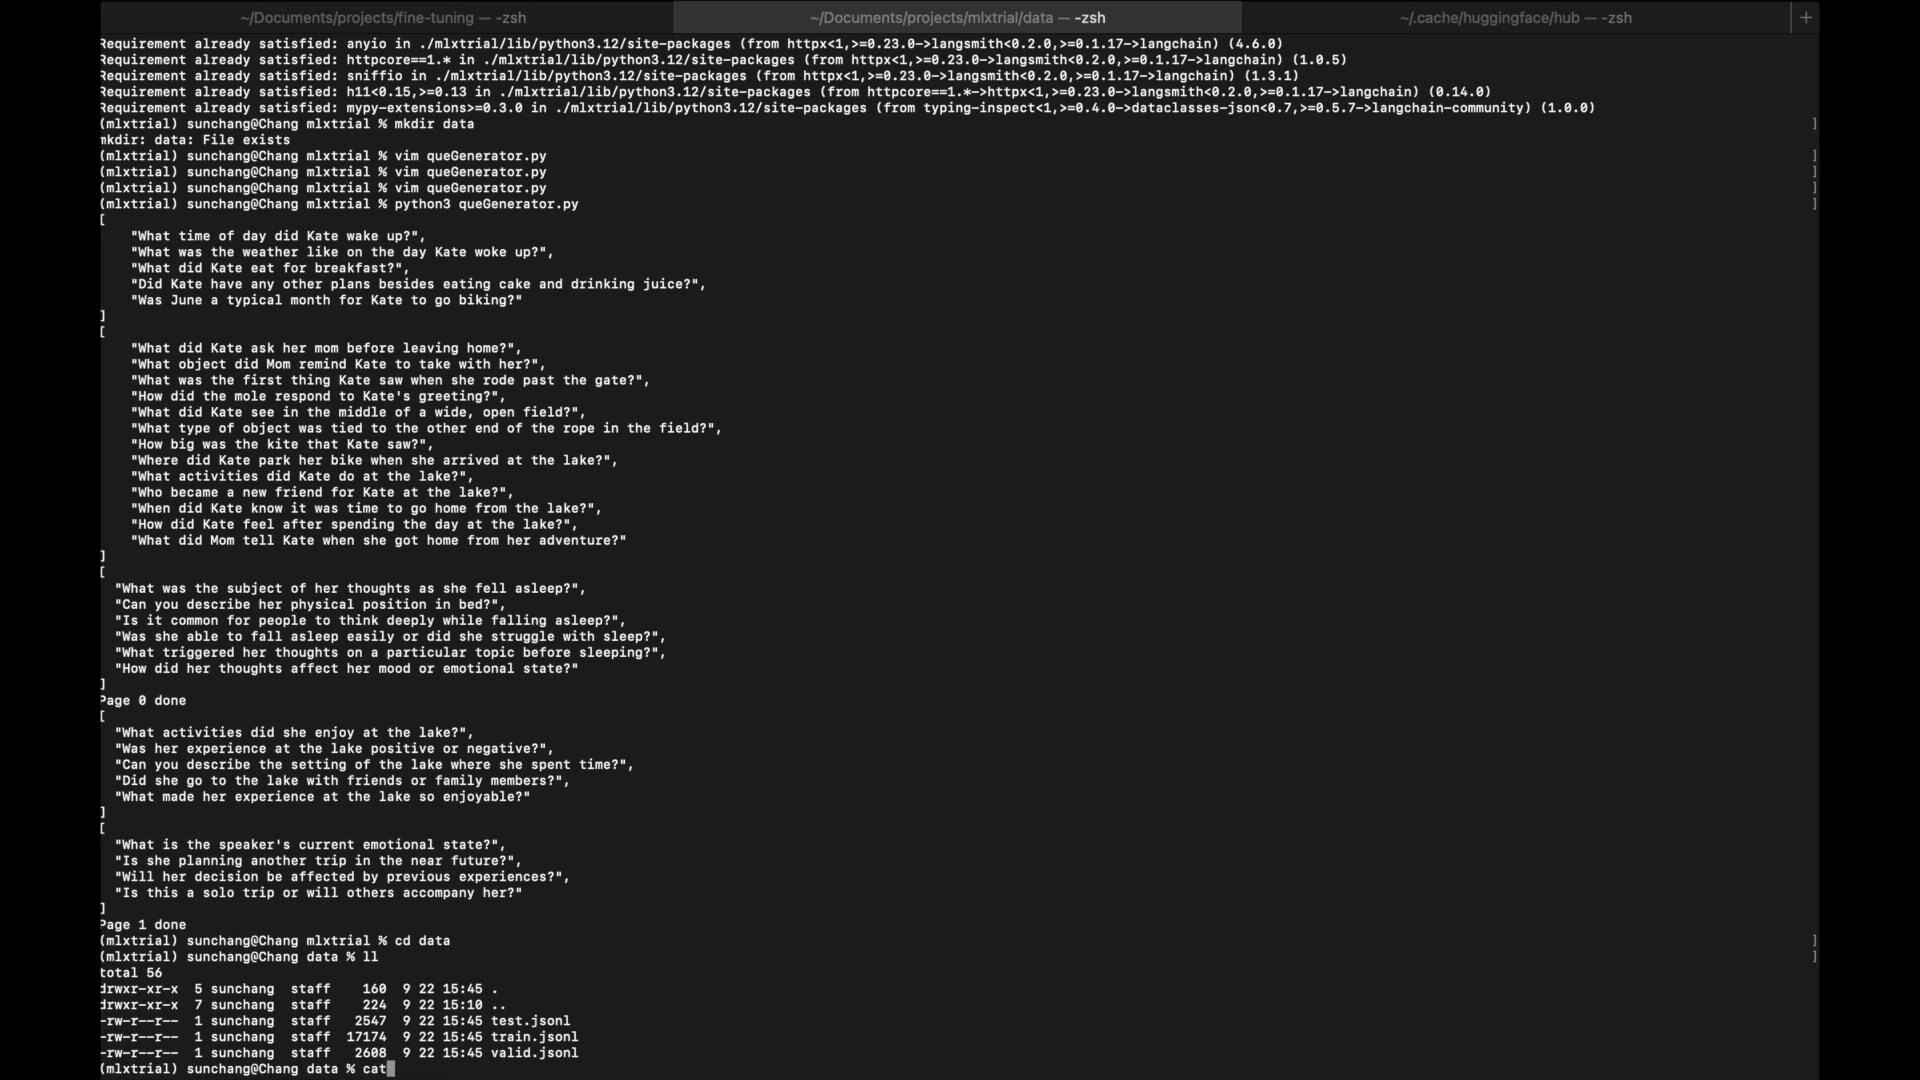 ~/Documents/projects/fine-tuning — -zsh
~/Documents/projects/mlxtrial/data — -zsh
~/.cache/huggingface/hub — -zsh
+
Requirement already satisfied: anyio in ./mlxtrial/lib/python3.12/site-packages (from httpx<1,>=0.23.0->langsmith<0.2.0,>=0.1.17->langchain) (4.6.0)
Requirement already satisfied: httpcore==1.* in ./mlxtrial/lib/python3.12/site-packages (from httpx<1,>=0.23.0->langsmith<0.2.0,>=0.1.17->langchain) (1.0.5)
Requirement already satisfied: sniffio in ./mlxtrial/lib/python3.12/site-packages (from httpx<1,>=0.23.0->langsmith<0.2.0,>=0.1.17->langchain) (1.3.1)
Requirement already satisfied: h11<0.15,>=0.13 in ./mlxtrial/lib/python3.12/site-packages (from httpcore==1.*->httpx<1,>=0.23.0->langsmith<0.2.0,>=0.1.17->langchain) (0.14.0)
Requirement already satisfied: mypy-extensions>=0.3.0 in ./mlxtrial/lib/python3.12/site-packages (from typing-inspect<1,>=0.4.0->dataclasses-json<0.7,>=0.5.7->langchain-community) (1.0.0)
(mlxtrial) sunchang@Chang mlxtrial % mkdir data ]
mkdir: data: File exists
(mlxtrial) sunchang@Chang mlxtrial % vim queGenerator.py ]
(mlxtrial) sunchang@Chang mlxtrial % vim queGenerator.py ]
(mlxtrial) sunchang@Chang mlxtrial % vim queGenerator.py ]
(mlxtrial) sunchang@Chang mlxtrial % python3 queGenerator.py ]
[
"What time of day did Kate wake up?",
"What was the weather like on the day Kate woke up?",
"What did Kate eat for breakfast?",
"Did Kate have any other plans besides eating cake and drinking juice?",
"Was June a typical month for Kate to go biking?"
]
[
"What did Kate ask her mom before leaving home?",
"What object did Mom remind Kate to take with her?",
"What was the first thing Kate saw when she rode past the gate?",
"How did the mole respond to Kate's greeting?",
"What did Kate see in the middle of a wide, open field?",
"What type of object was tied to the other end of the rope in the field?",
"How big was the kite that Kate saw?",
"Where did Kate park her bike when she arrived at the lake?",
"What activities did Kate do at the lake?",
"Who became a new friend for Kate at the lake?",
"When did Kate know it was time to go home from the lake?",
"How did Kate feel after spending the day at the lake?",
"What did Mom tell Kate when she got home from her adventure?"
]
[
"What was the subject of her thoughts as she fell asleep?",
"Can you describe her physical position in bed?",
"Is it common for people to think deeply while falling asleep?",
"Was she able to fall asleep easily or did she struggle with sleep?",
"What triggered her thoughts on a particular topic before sleeping?",
"How did her thoughts affect her mood or emotional state?"
]
Page 0 done
[
"What activities did she enjoy at the lake?",
"Was her experience at the lake positive or negative?",
"Can you describe the setting of the lake where she spent time?",
"Did she go to the lake with friends or family members?",
"What made her experience at the lake so enjoyable?"
]
[
"What is the speaker's current emotional state?",
"Is she planning another trip in the near future?",
"Will her decision be affected by previous experiences?",
"Is this a solo trip or will others accompany her?"
]
Page 1 done
(mlxtrial) sunchang@Chang mlxtrial % cd data ]
(mlxtrial) sunchang@Chang data % ll ]
total 56
drwxr-xr-x  5 sunchang  staff    160  9 22 15:45 .
drwxr-xr-x  7 sunchang  staff    224  9 22 15:10 ..
-rw-r--r--  1 sunchang  staff   2547  9 22 15:45 test.jsonl
-rw-r--r--  1 sunchang  staff  17174  9 22 15:45 train.jsonl
-rw-r--r--  1 sunchang  staff   2608  9 22 15:45 valid.jsonl
(mlxtrial) sunchang@Chang data % cat